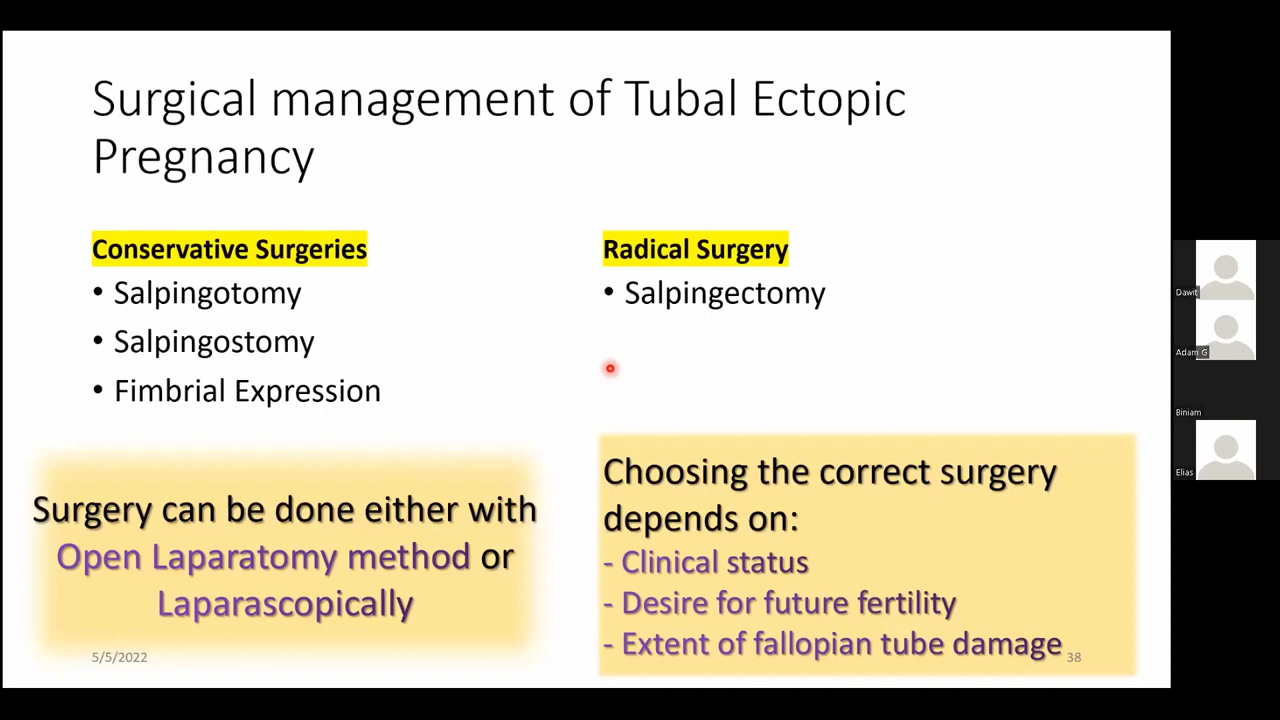 Surgical management of Tubal Ectopic
Pregnancy
Conservative Surgeries
• Salpingotomy
• Salpingostomy
• Fimbrial Expression
Radical Surgery
• Salpingectomy
Surgery can be done either with
Open Laparatomy method or
Laparascopically
Choosing the correct surgery
depends on:
- Clinical status
- Desire for future fertility
- Extent of fallopian tube damage
5/5/2022
38
Dawit
Adam G
Biniam
Elias